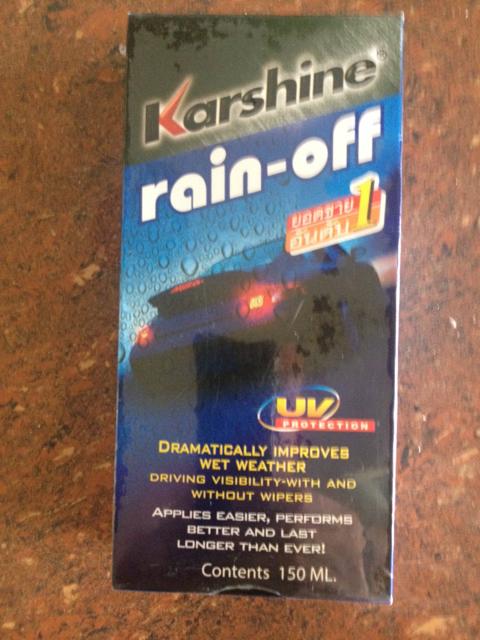 Karshine®
rain-off
ยอดขาย
อันดับ 1
UV
PROTECTION
DRAMATICALLY IMPROVES
WET WEATHER
DRIVING VISIBILITY-WITH AND
WITHOUT WIPERS
APPLIES EASIER, PERFORMS
BETTER AND LAST
LONGER THAN EVER!
Contents 150 ML.